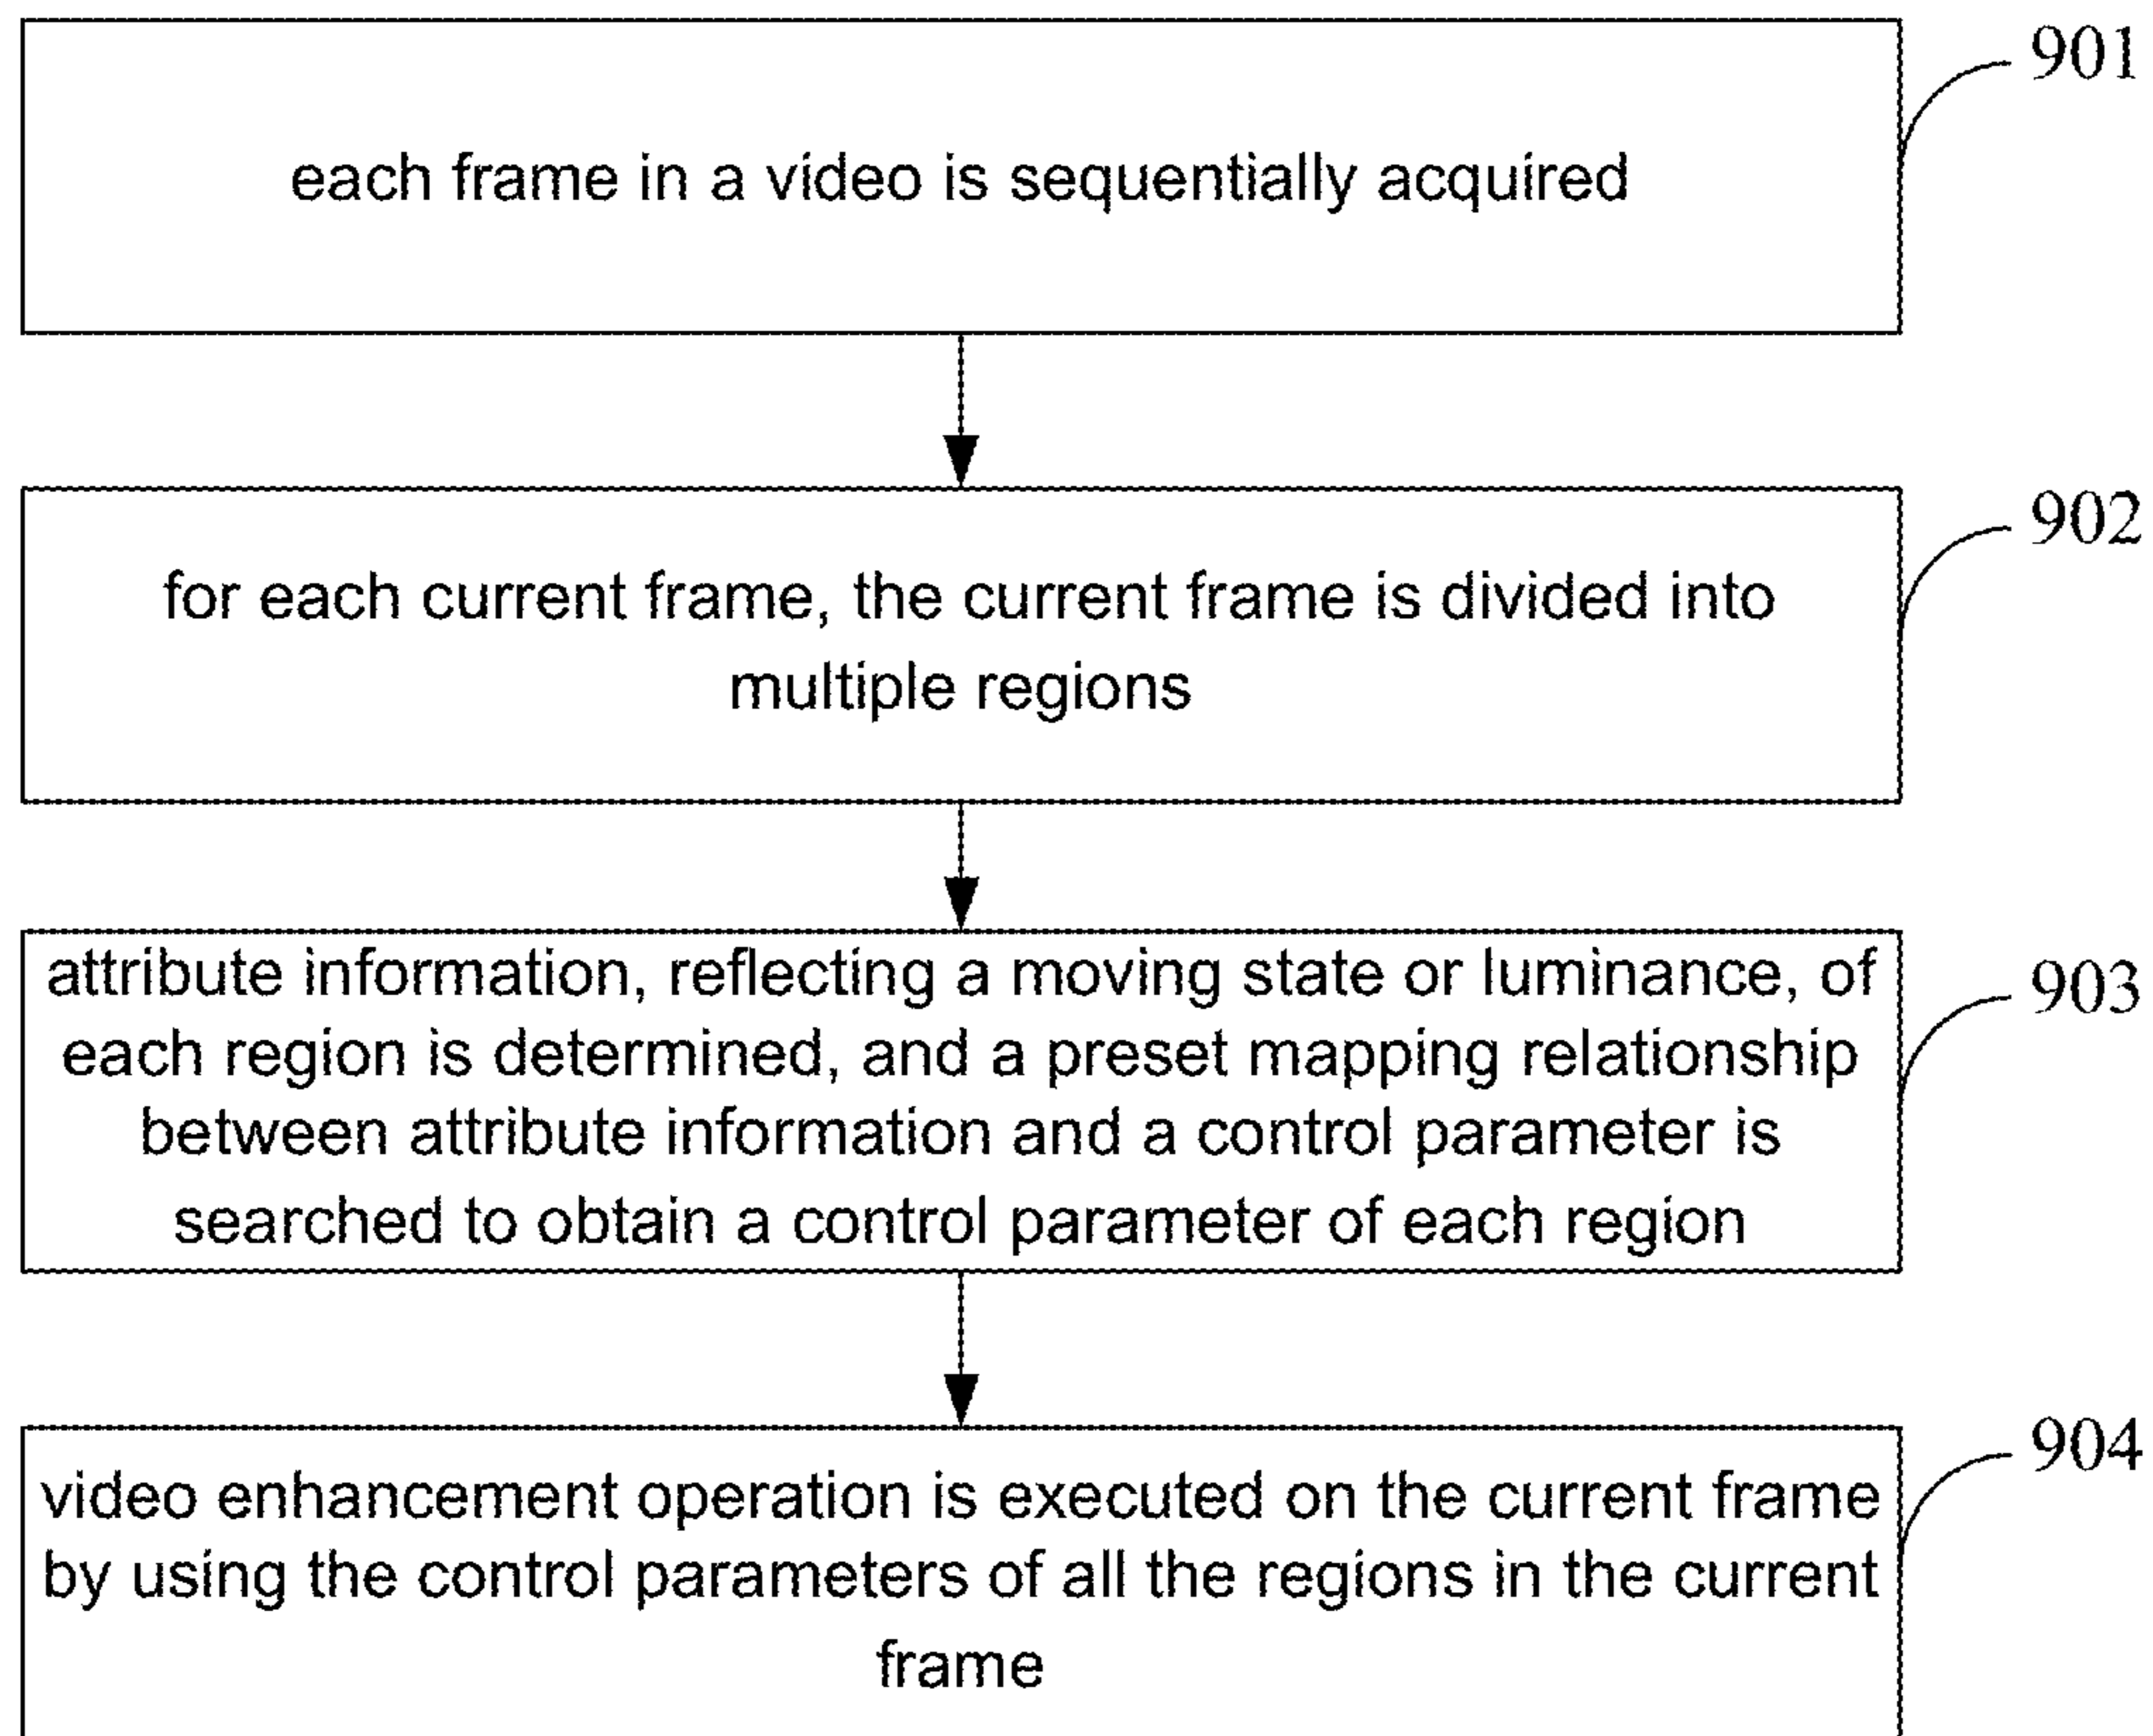 901
each frame in a video is sequentially acquired
902
for each current frame, the current frame is divided into
multiple regions
903
attribute information, reflecting a moving state or luminance, of
each region is determined, and a preset mapping relationship
between attribute information and a control parameter is
searched to obtain a control parameter of each region
904
video enhancement operation is executed on the current frame
by using the control parameters of all the regions in the current
frame